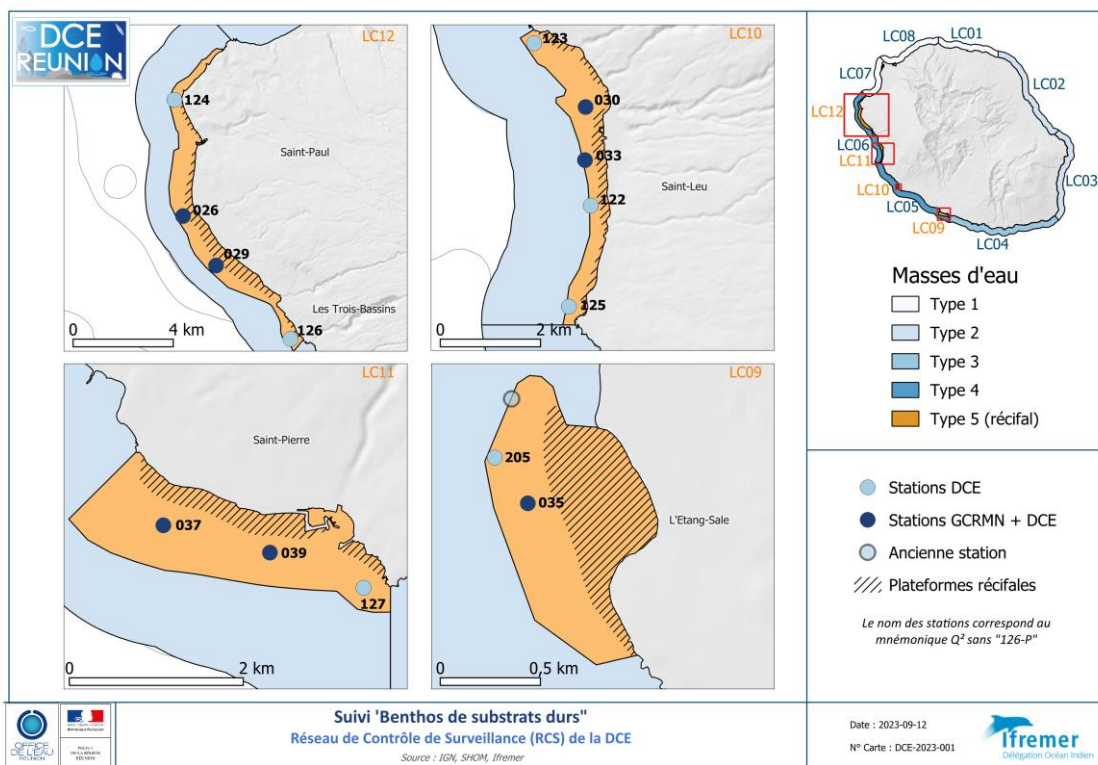 DCE
REUNION
LC12
124
Saint-Paul
026
029
Les Trois-Bassins
126
0
4 km
LC10
123
030
033
Saint-Leu
122
125
0
2 km
LC11
Saint-Pierre
037
039
127
0
2 km
LC09
205
035
L'Etang-Sale
0
0,5 km
LC08
LC01
LC07
LC02
LC12
LC06
LC11
LC10
LC05
LC09
LC03
LC04
Masses d'eau
Type 1
Type 2
Type 3
Type 4
Type 5 (récifal)
Stations DCE
Stations GCRMN + DCE
Ancienne station
Plateformes récifales
Le nom des stations correspond au
mnémonique Q² sans "126-P"
OFFICE
DE L'EAU
RÉUNION
PRÉFET
DE LA RÉGION
RÉUNION
Suivi 'Benthos de substrats durs"
Réseau de Contrôle de Surveillance (RCS) de la DCE
Source : IGN, SHOM, Ifremer
Date : 2023-09-12
N° Carte : DCE-2023-001
Ifremer
Délégation Océan Indien